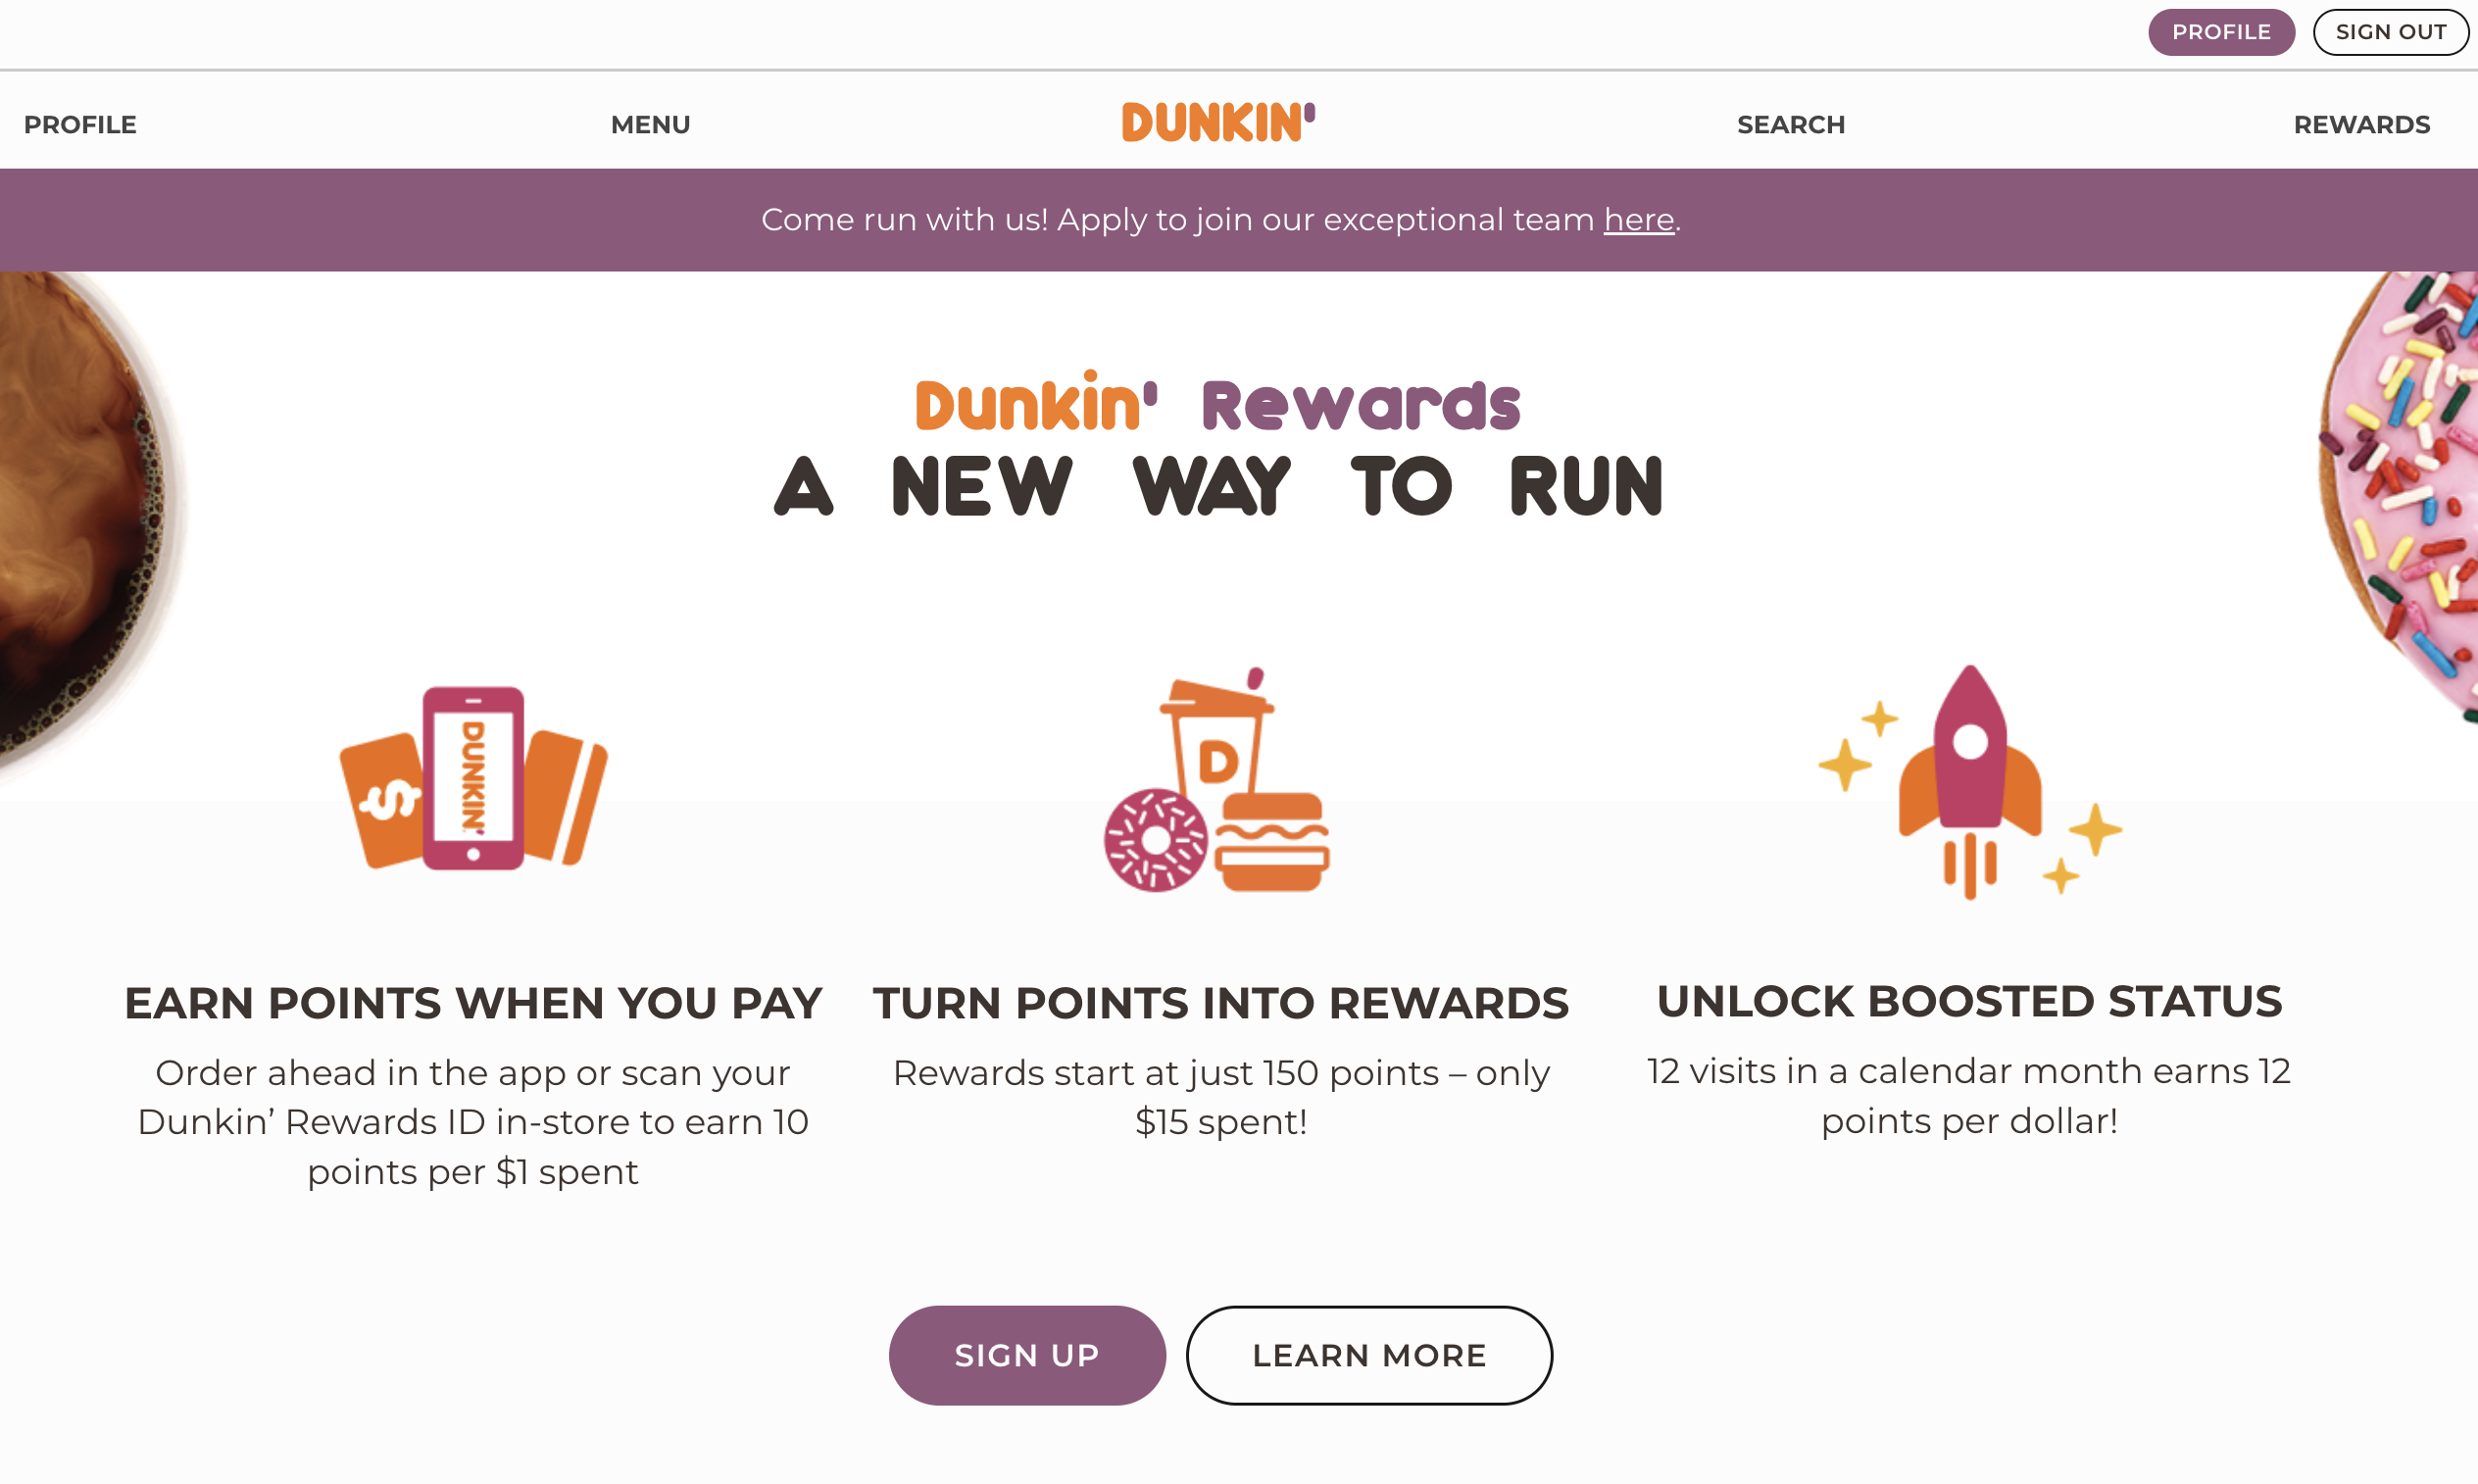 PROFILE SIGN OUT
PROFILE MENU DUNKIN' SEARCH REWARDS
Come run with us! Apply to join our exceptional team here.
Dunkin' Rewards
A NEW WAY TO RUN
$ DUNKIN' D
EARN POINTS WHEN YOU PAY
Order ahead in the app or scan your
Dunkin’ Rewards ID in-store to earn 10
points per $1 spent
TURN POINTS INTO REWARDS
Rewards start at just 150 points – only
$15 spent!
UNLOCK BOOSTED STATUS
12 visits in a calendar month earns 12
points per dollar!
SIGN UP LEARN MORE